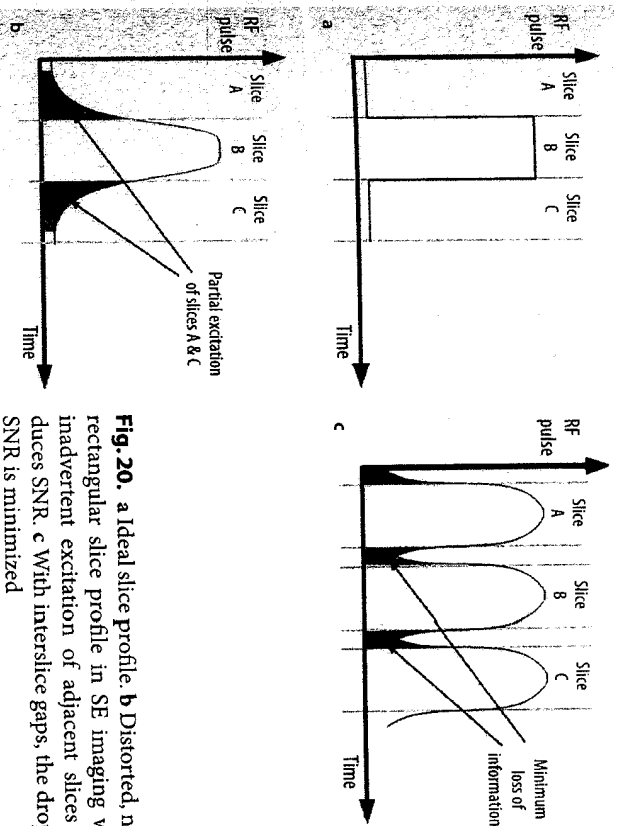 RF
pulse
Slice
A
Slice
B
Slice
C
Time
a
RF
pulse
Slice
A
Slice
B
Slice
C
Partial excitation
of slices A & C
Time
b
RF
pulse
Slice
A
Slice
B
Slice
C
Minimum
loss of
information
Time
c
Fig. 20. a Ideal slice profile. b Distorted,
rectangular slice profile in SE imaging
inadvertent excitation of adjacent slices
duces SNR. c With interslice gaps, the
SNR is minimized